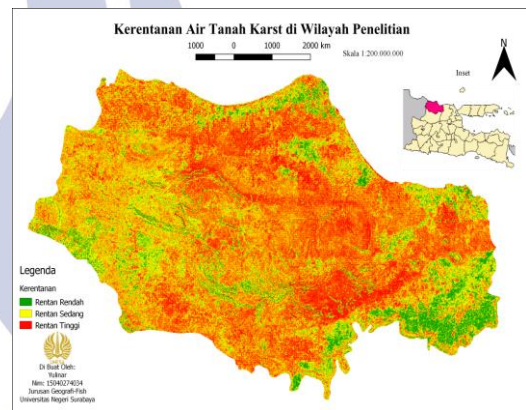 Kerentanan Air Tanah Karst di Wilayah Penelitian
1000 0 1000 2000 km
Skala 1:200.000.000
N
Inset
Legenda
Kerentanan
Rentan Rendah
Rentan Sedang
Rentan Tinggi
Di Buat Oleh:
Yulinar
Nim: 15040274034
Jurusan Geografi-Fish
Universitas Negeri Surabaya